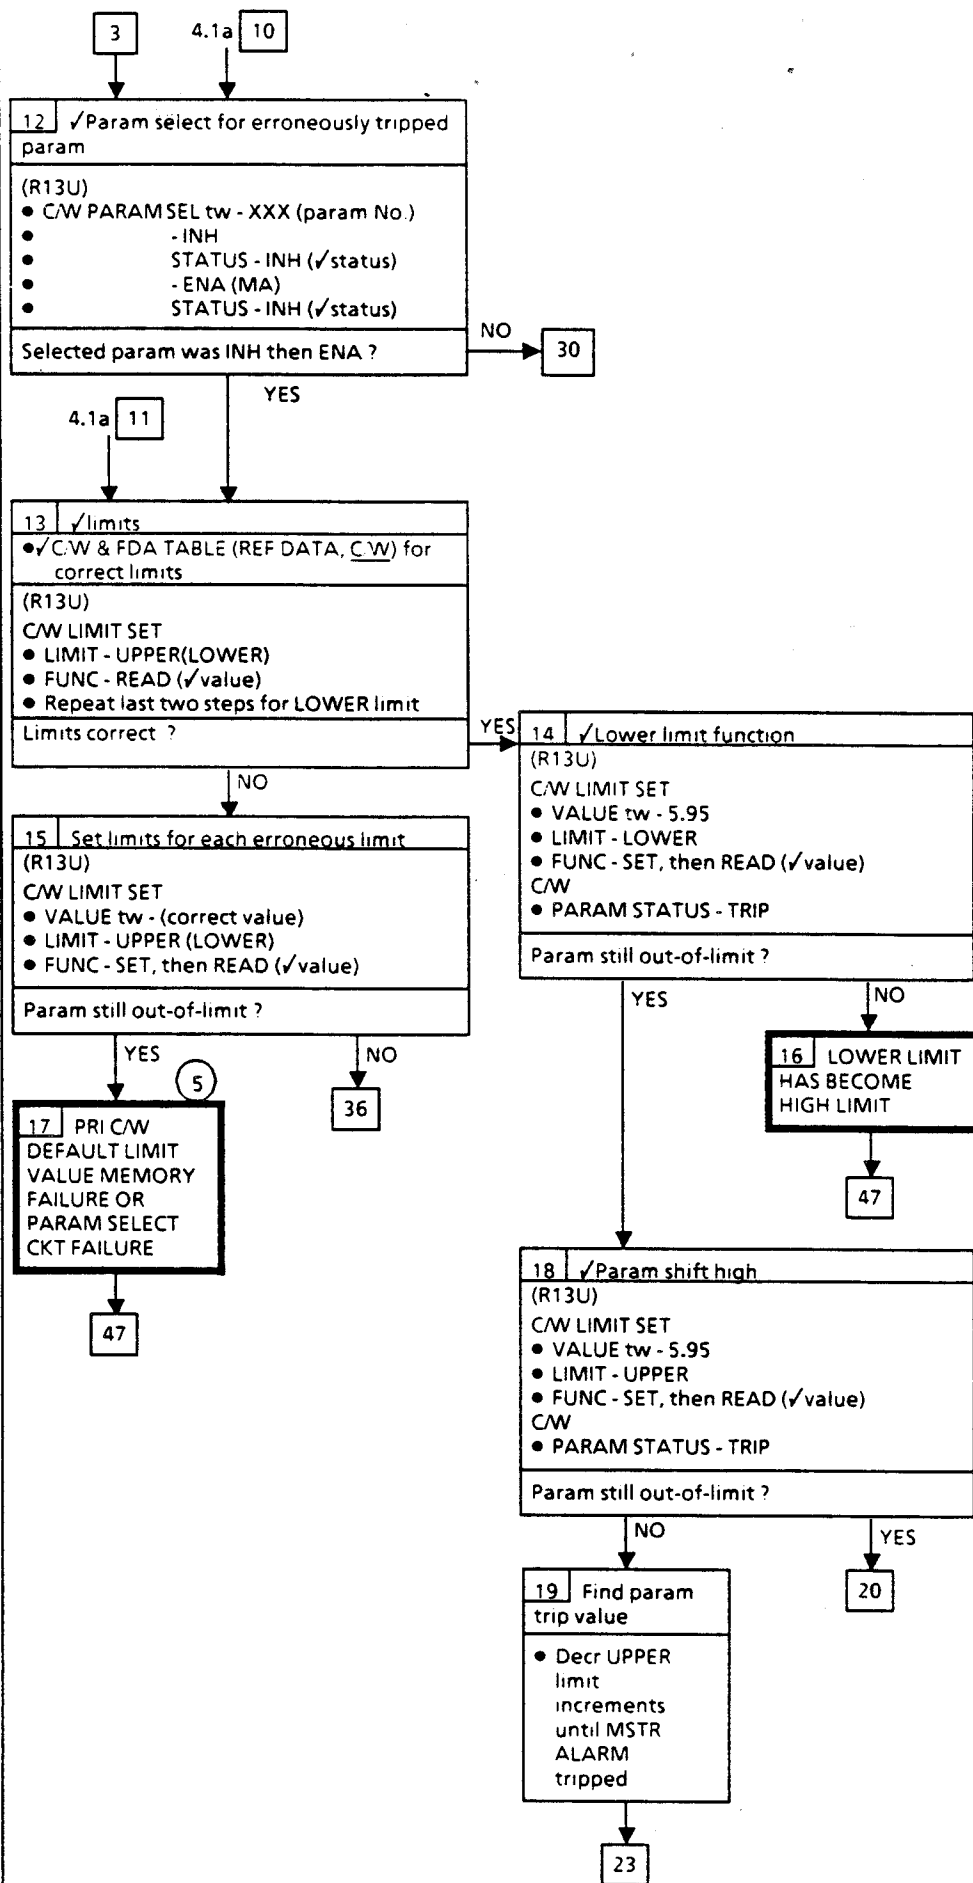 3
4.1a 10
12 ✓Param select for erroneously tripped
param
(R13U)
● C/W PARAM SEL tw - XXX (param No.)
● - INH
● STATUS - INH (✓status)
● - ENA (MA)
● STATUS - INH (✓status)
Selected param was INH then ENA ?
NO
30
YES
4.1a 11
13 ✓limits
●✓C/W & FDA TABLE (REF DATA, C/W) for
correct limits
(R13U)
C/W LIMIT SET
● LIMIT - UPPER(LOWER)
● FUNC - READ (✓value)
● Repeat last two steps for LOWER limit
Limits correct ?
YES
NO
14 ✓Lower limit function
(R13U)
C/W LIMIT SET
● VALUE tw - 5.95
● LIMIT - LOWER
● FUNC - SET, then READ (✓value)
C/W
● PARAM STATUS - TRIP
Param still out-of-limit ?
YES
NO
15 Set limits for each erroneous limit
(R13U)
C/W LIMIT SET
● VALUE tw - (correct value)
● LIMIT - UPPER (LOWER)
● FUNC - SET, then READ (✓value)
Param still out-of-limit ?
YES
NO
5
36
16 LOWER LIMIT
HAS BECOME
HIGH LIMIT
47
17 PRI C/W
DEFAULT LIMIT
VALUE MEMORY
FAILURE OR
PARAM SELECT
CKT FAILURE
47
18 ✓Param shift high
(R13U)
C/W LIMIT SET
● VALUE tw - 5.95
● LIMIT - UPPER
● FUNC - SET, then READ (✓value)
C/W
● PARAM STATUS - TRIP
Param still out-of-limit ?
NO
YES
20
19 Find param
trip value
● Decr UPPER
limit
increments
until MSTR
ALARM
tripped
23